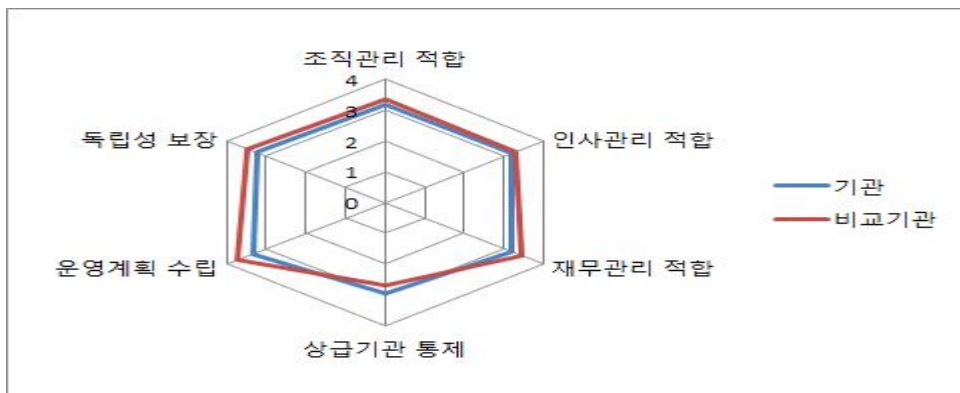 조직관리 적합
4
3
2
1
0
독립성 보장
인사관리 적합
기관
비교기관
운영계획 수립
재무관리 적합
상급기관 통제